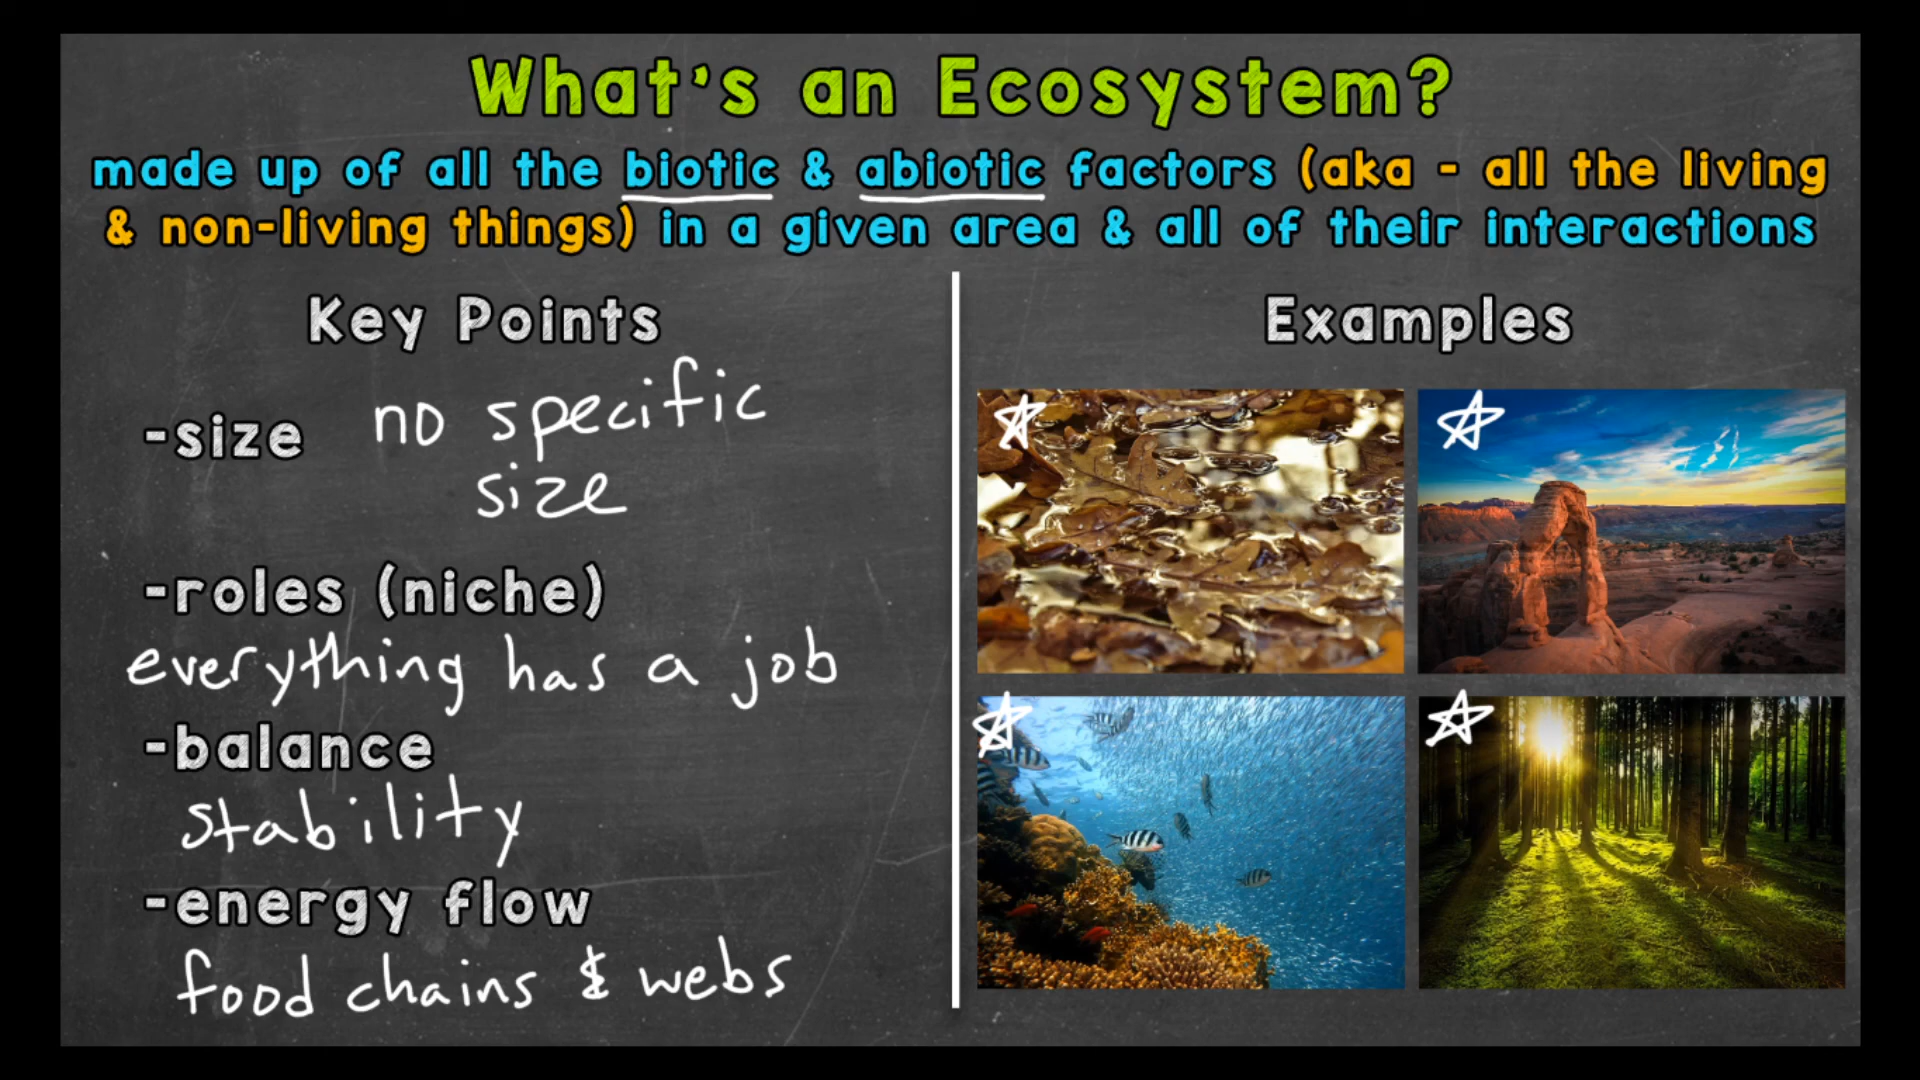 What's an Ecosystem?
made up of all the biotic & abiotic factors (aka - all the living
& non-living things) in a given area & all of their interactions
Key Points
-size no specific
size
-roles (niche)
everything has a job
-balance
stability
-energy flow
food chains & webs
Examples